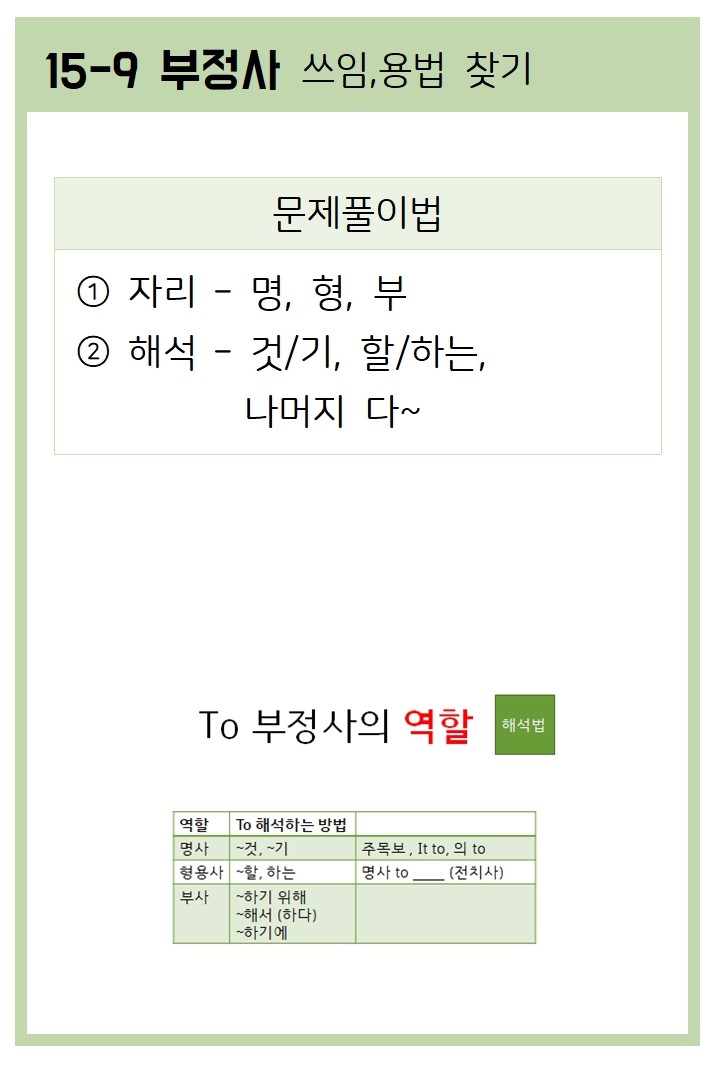 15-9 부정사 쓰임,용법 찾기
문제풀이법
① 자리 - 명, 형, 부
② 해석 - 것/기, 할/하는,
나머지 다~
To 부정사의 역할 해석법
역할 To 해석하는 방법
명사 ~것, ~기 주목보 , It to, 의 to
형용사 ~할, 하는 명사 to ____ (전치사)
부사 ~하기 위해
~해서 (하다)
~하기에